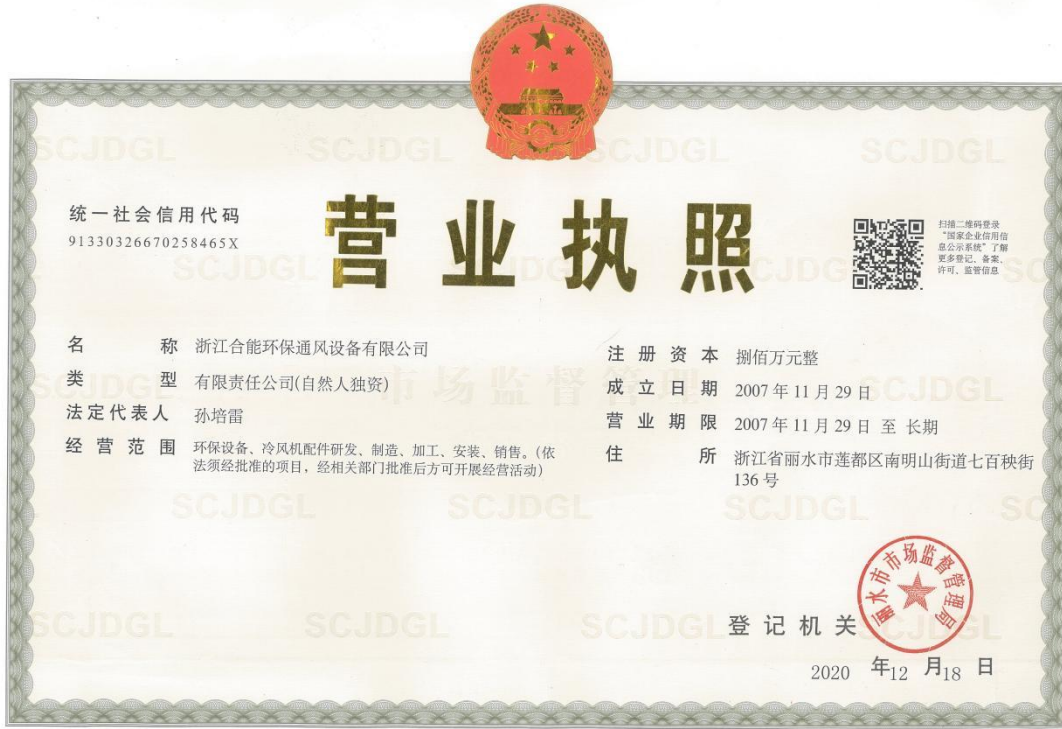 统一社会信用代码
91330326670258465X
营业执照
扫描二维码登录
“国家企业信用信
息公示系统”了解
更多登记、备案、
许可、监管信息
名称 浙江合能环保通风设备有限公司
类型 有限责任公司(自然人独资)
法定代表人 孙培雷
经营范围 环保设备、冷风机配件研发、制造、加工、安装、销售。(依
法须经批准的项目，经相关部门批准后方可开展经营活动)
注册资本 捌佰万元整
成立日期 2007年11月29日
营业期限 2007年11月29日至长期
住所 浙江省丽水市莲都区南明山街道七百秧街
136号
市场监督管理
SCJDGL
丽水市市场监督管理局
登记机关
2020年12月18日